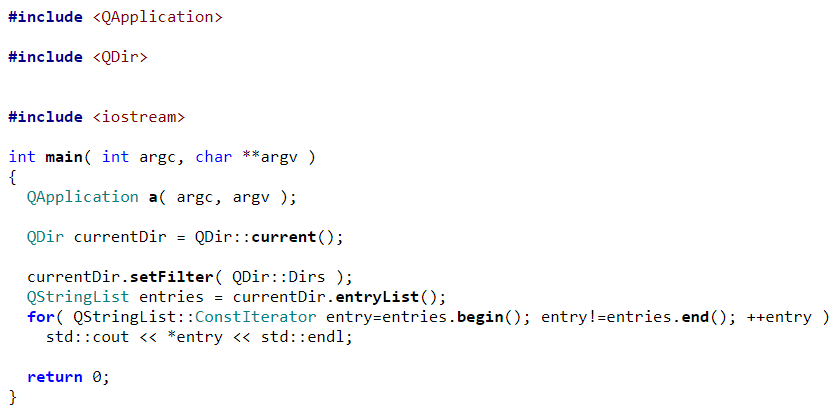 #include <QApplication>
#include <QDir>
#include <iostream>
int main( int argc, char **argv )
{
  QApplication a( argc, argv );
  QDir currentDir = QDir::current();
  currentDir.setFilter( QDir::Dirs );
  QStringList entries = currentDir.entryList();
  for( QStringList::ConstIterator entry=entries.begin(); entry!=entries.end(); ++entry )
    std::cout << *entry << std::endl;
  return 0;
}